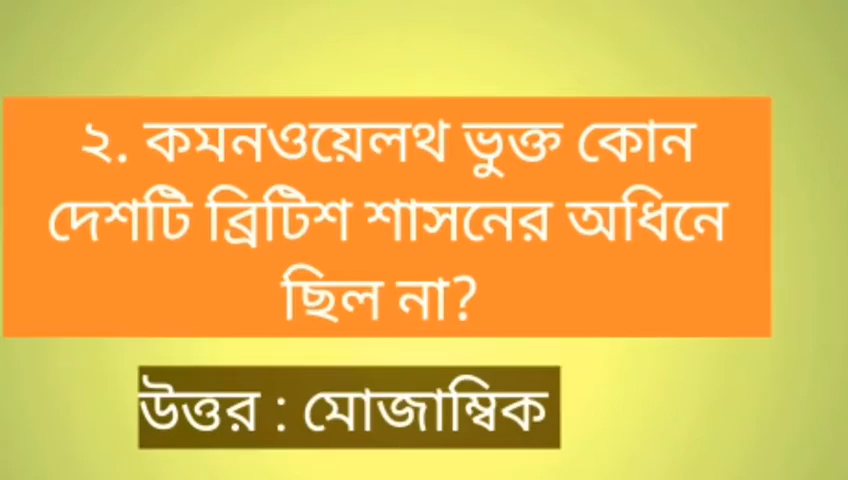 ২. কমনওয়েলথ ভুক্ত কোন
দেশটি ব্রিটিশ শাসনের অধিনে
ছিল না?
উত্তর : মোজাম্বিক